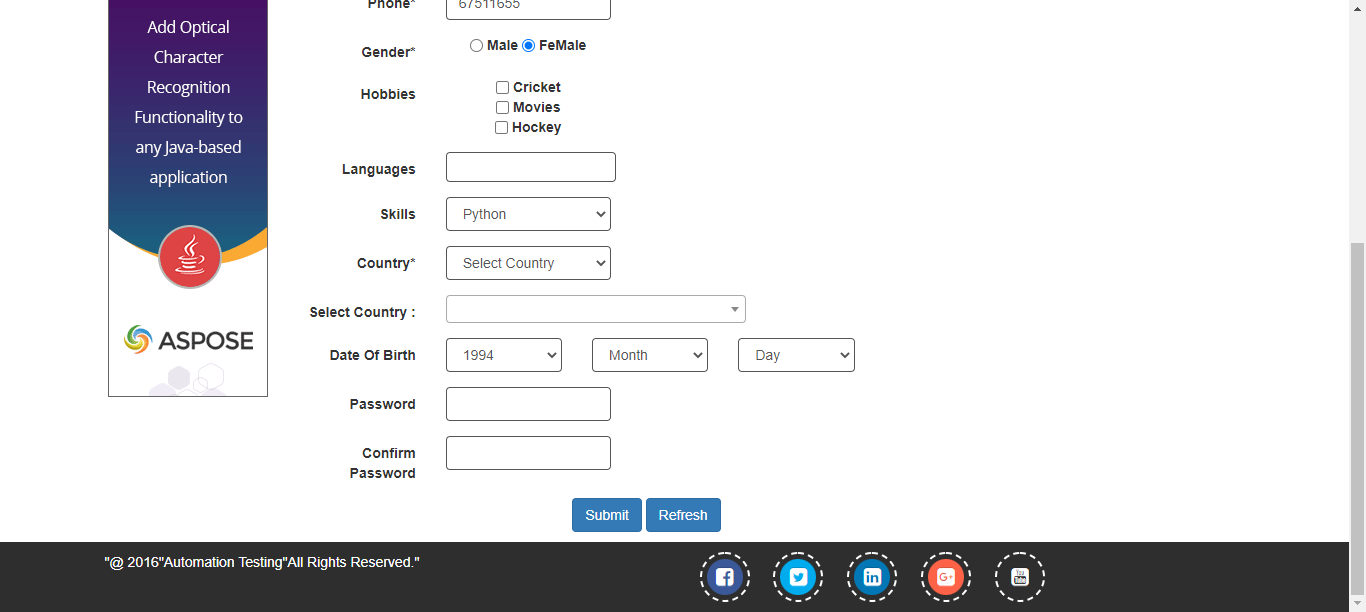 Phone*
67511655
Add Optical
Character
Recognition
Functionality to
any Java-based
application
ASPOSE
Gender*
Male FeMale
Hobbies
Cricket
Movies
Hockey
Languages
Skills
Python
Country*
Select Country
Select Country :
Date Of Birth
1994 Month Day
Password
Confirm
Password
Submit Refresh
"@ 2016"Automation Testing"All Rights Reserved."
f
in
G+
You
Tube